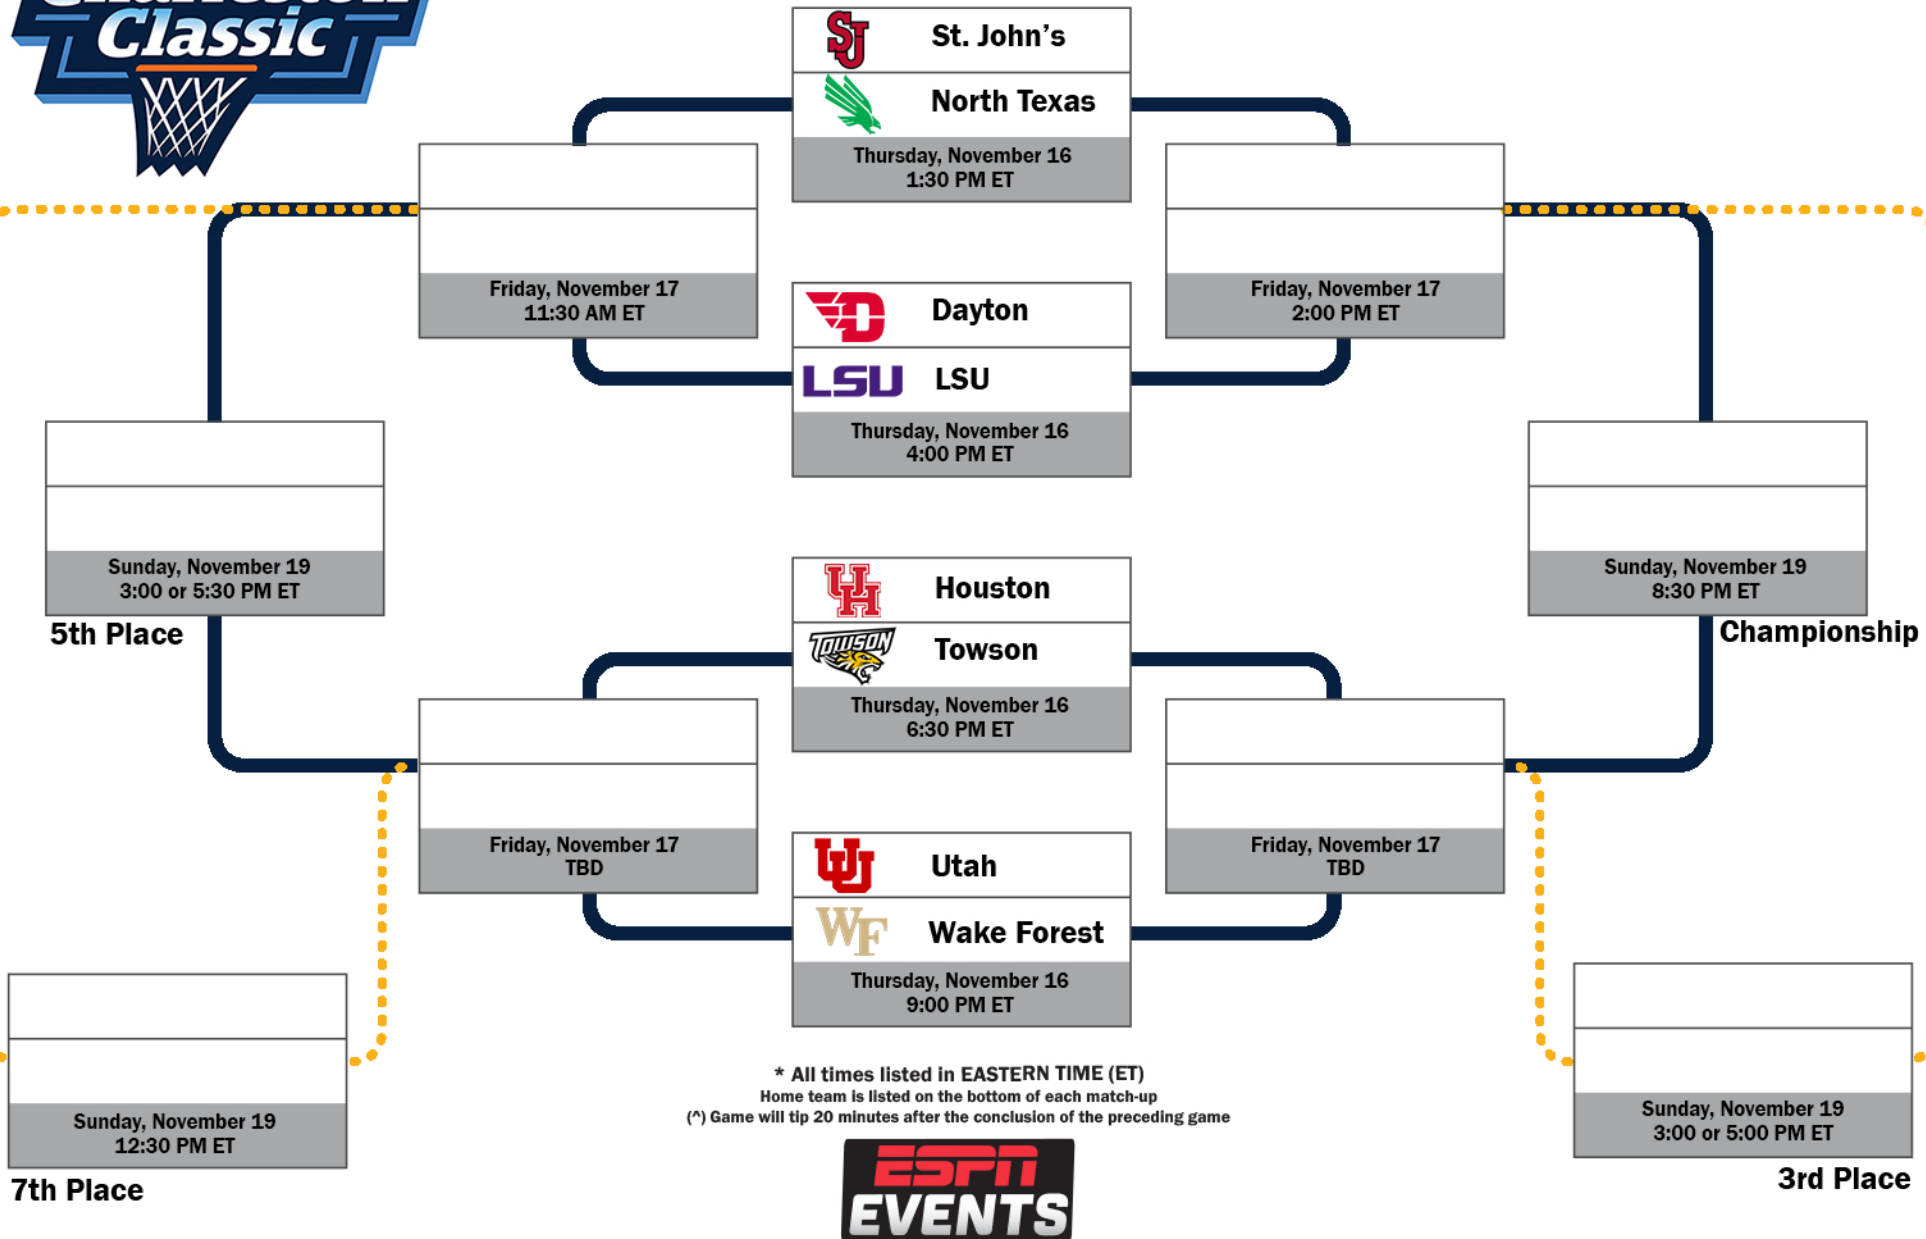 Charleston
Classic
St. John's
North Texas
Thursday, November 16
1:30 PM ET
Friday, November 17
11:30 AM ET
Friday, November 17
2:00 PM ET
Dayton
LSU
LSU
Thursday, November 16
4:00 PM ET
Sunday, November 19
3:00 or 5:30 PM ET
5th Place
Sunday, November 19
8:30 PM ET
Championship
Houston
TOWSON
Towson
Thursday, November 16
6:30 PM ET
Friday, November 17
TBD
Friday, November 17
TBD
Utah
WF
Wake Forest
Thursday, November 16
9:00 PM ET
Sunday, November 19
12:30 PM ET
7th Place
Sunday, November 19
3:00 or 5:00 PM ET
3rd Place
* All times listed in EASTERN TIME (ET)
Home team is listed on the bottom of each match-up
(^) Game will tip 20 minutes after the conclusion of the preceding game
ESPN
EVENTS